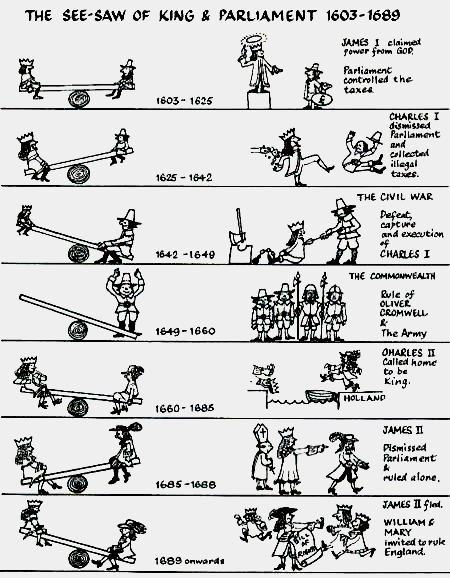 THE SEE-SAW OF KING & PARLIAMENT 1603-1689
JAMES I claimed
power from GOD.
Parliament
controlled the
taxes.
1603 - 1625
CHARLES I
dismissed
Parliament
and
collected
illegal
taxes.
1625 - 1642
THE CIVIL WAR
Defeat,
capture
and execution
of
CHARLES I
1642 - 1649
THE COMMONWEALTH
Rule of
OLIVER
CROMWELL
&
The Army
1649 - 1660
CHARLES II
Called home
to be
King.
HOLLAND
1660 - 1685
JAMES II
Dismissed
Parliament
&
ruled alone.
1685 - 1688
JAMES II fled.
WILLIAM &
MARY
invited to rule
England.
BILL
OF
RIGHTS
1689 onwards